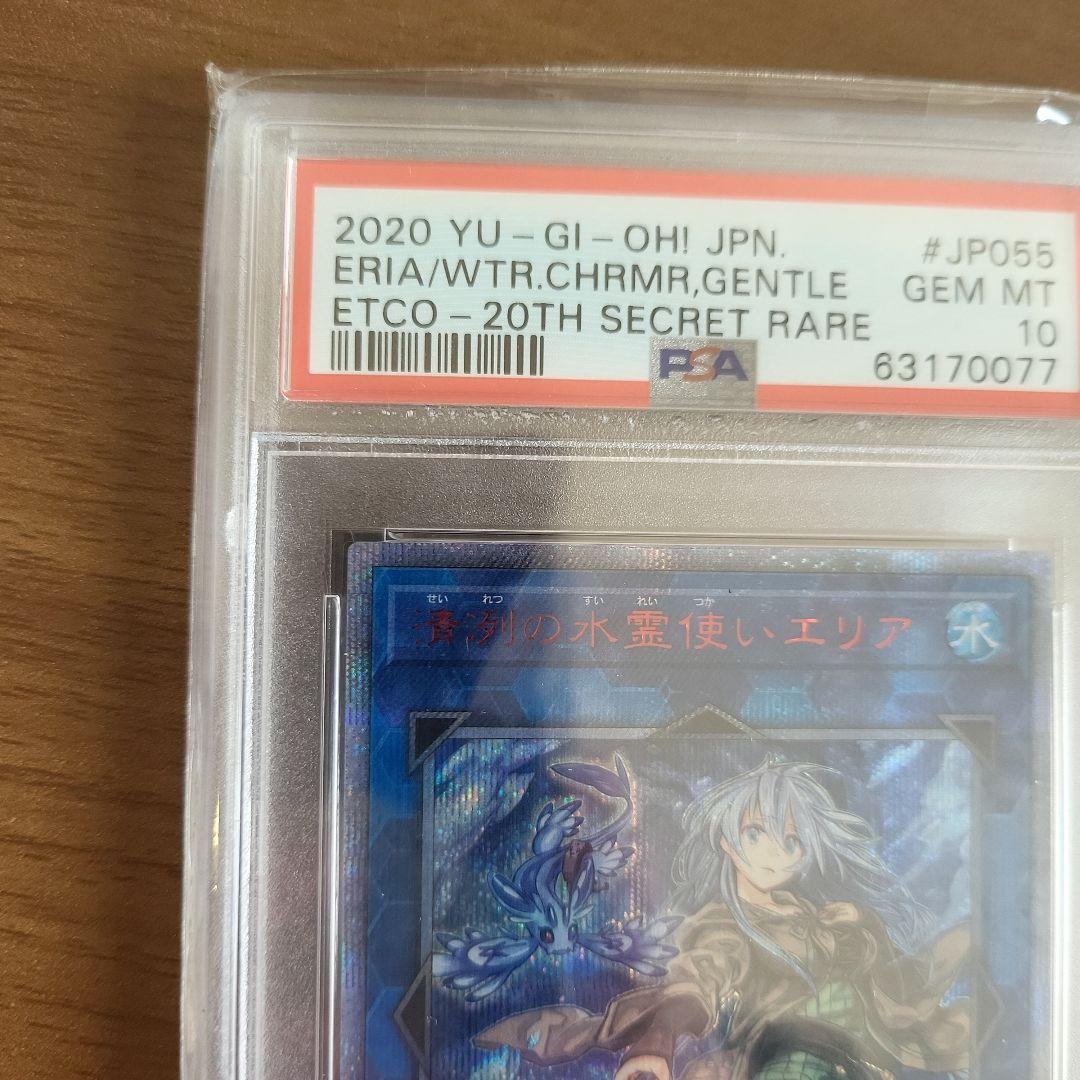 2020 YU-GI-OH! JPN. #JP055
ERIA/WTR.CHRMR,GENTLE GEM MT
ETCO-20TH SECRET RARE 10
PSA 63170077
せい れつ すい れい つか
清冽の水霊使いエリア 水